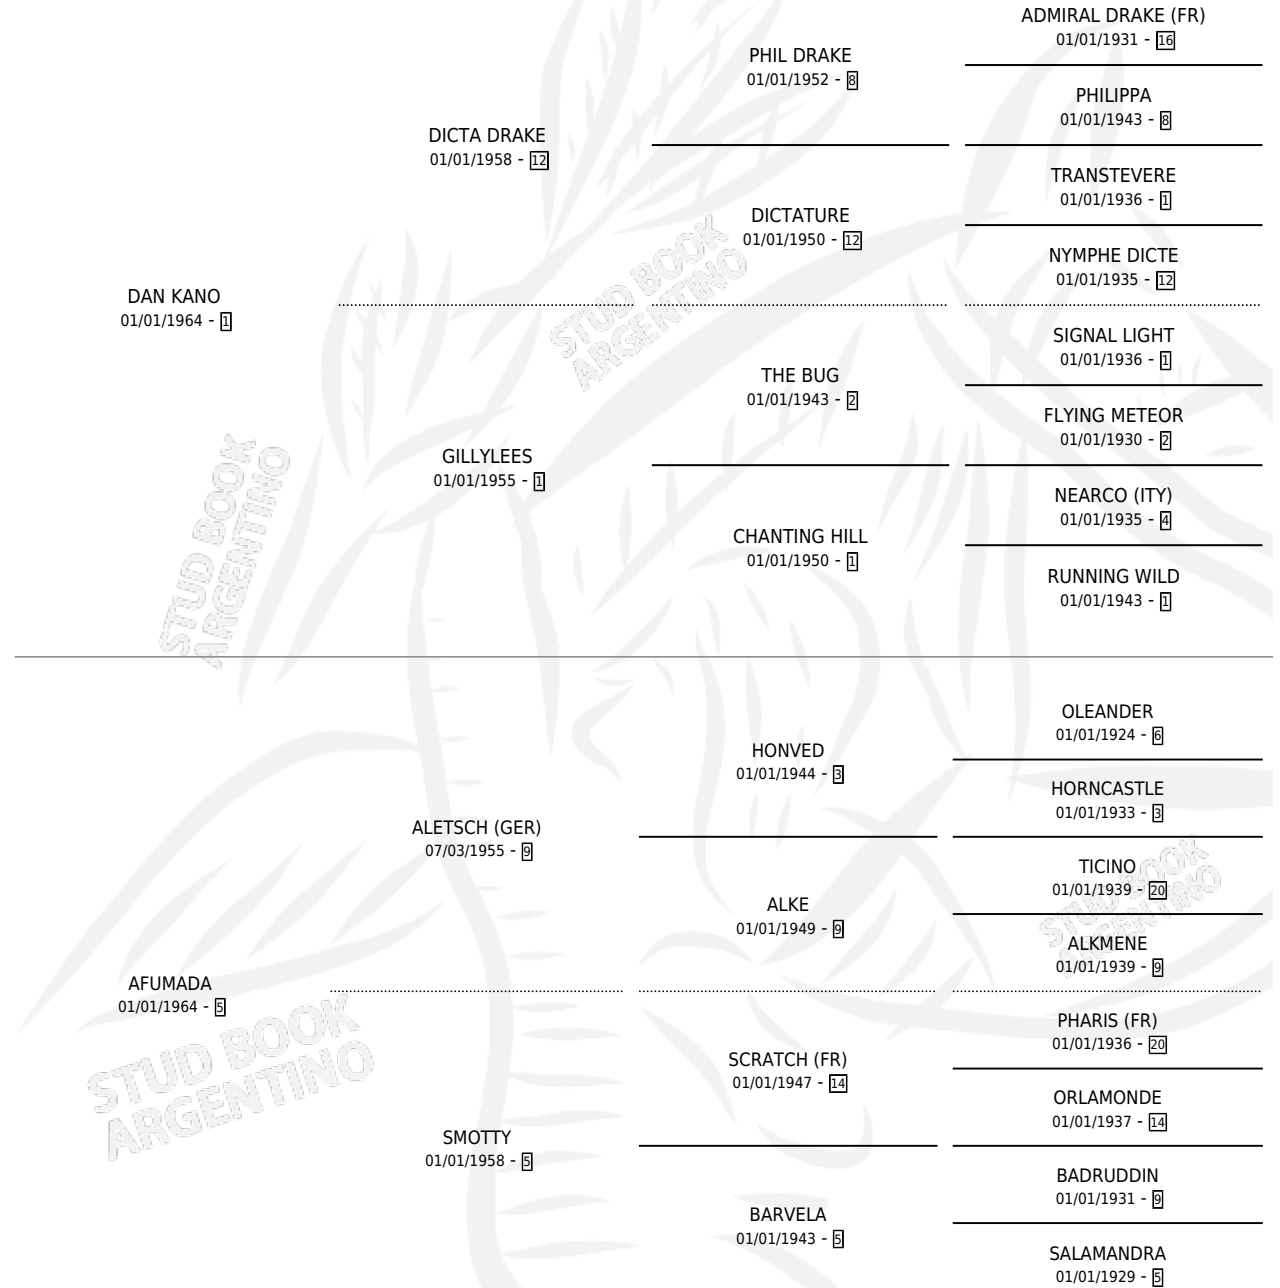 ADMIRAL DRAKE (FR)
01/01/1931 - 16
PHIL DRAKE
01/01/1952 - 8
PHILIPPA
01/01/1943 - 8
DICTA DRAKE
01/01/1958 - 12
TRANSTEVERE
01/01/1936 - 1
DICTATURE
01/01/1950 - 12
NYMPHE DICTE
01/01/1935 - 12
STUD BOOK
ARGENTINO
DAN KANO
01/01/1964 - 1
SIGNAL LIGHT
01/01/1936 - 1
THE BUG
01/01/1943 - 2
FLYING METEOR
01/01/1930 - 2
GILLYLEES
01/01/1955 - 1
NEARCO (ITY)
01/01/1935 - 4
CHANTING HILL
01/01/1950 - 1
RUNNING WILD
01/01/1943 - 1
STUD BOOK
ARGENTINO
OLEANDER
01/01/1924 - 6
HONVED
01/01/1944 - 3
HORNCASTLE
01/01/1933 - 3
ALETSCH (GER)
07/03/1955 - 9
TICINO
01/01/1939 - 20
ALKE
01/01/1949 - 9
ALKMENE
01/01/1939 - 9
STUD BOOK
ARGENTINO
AFUMADA
01/01/1964 - 5
PHARIS (FR)
01/01/1936 - 20
SCRATCH (FR)
01/01/1947 - 14
ORLAMONDE
01/01/1937 - 14
STUD BOOK
ARGENTINO
SMOTTY
01/01/1958 - 5
BADRUDDIN
01/01/1931 - 9
BARVELA
01/01/1943 - 5
SALAMANDRA
01/01/1929 - 5